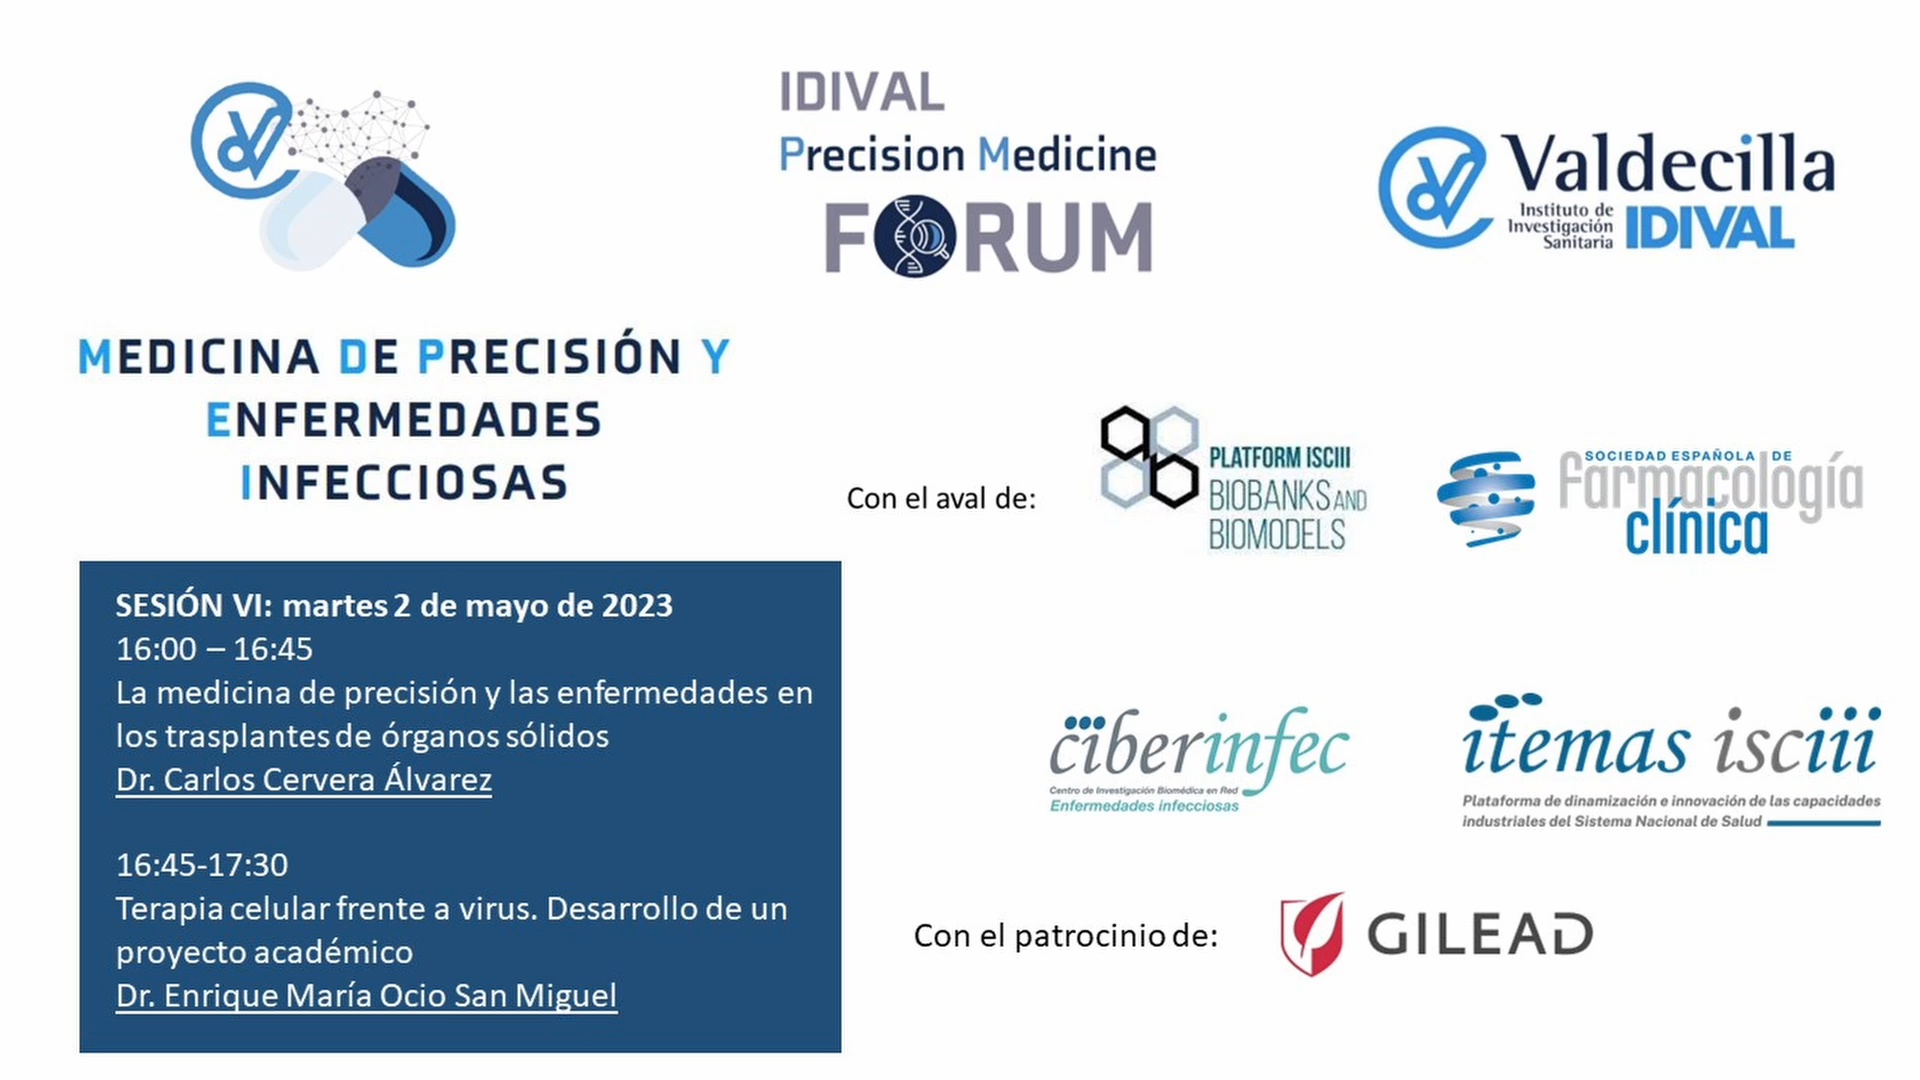 IDIVAL
Precision Medicine
FORUM
Valdecilla
Instituto de
Investigación
Sanitaria
IDIVAL
MEDICINA DE PRECISIÓN Y
ENFERMEDADES
INFECCIOSAS
Con el aval de:
PLATFORM ISCIII
BIOBANKS AND
BIOMODELS
SOCIEDAD ESPAÑOLA DE
farmacología
clínica
SESIÓN VI: martes 2 de mayo de 2023
16:00 – 16:45
La medicina de precisión y las enfermedades en
los trasplantes de órganos sólidos
Dr. Carlos Cervera Álvarez
16:45-17:30
Terapia celular frente a virus. Desarrollo de un
proyecto académico
Dr. Enrique María Ocio San Miguel
ciberinfec
Centro de Investigación Biomédica en Red
Enfermedades infecciosas
itemas isciii
Plataforma de dinamización e innovación de las capacidades
industriales del Sistema Nacional de Salud
Con el patrocinio de:
GILEAD